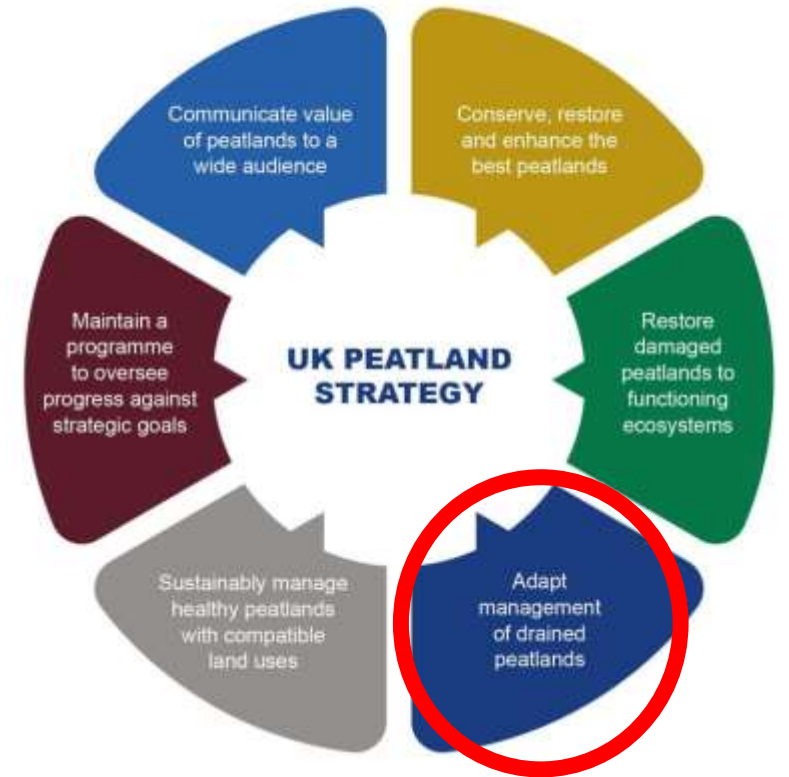 Communicate value
of peatlands to a
wide audience
Conserve, restore
and enhance the
best peatlands
Maintain a
programme
to oversee
progress against
strategic goals
UK PEATLAND
STRATEGY
Restore
damaged
peatlands to
functioning
ecosystems
Sustainably manage
healthy peatlands
with compatible
land uses
Adapt
management
of drained
peatlands